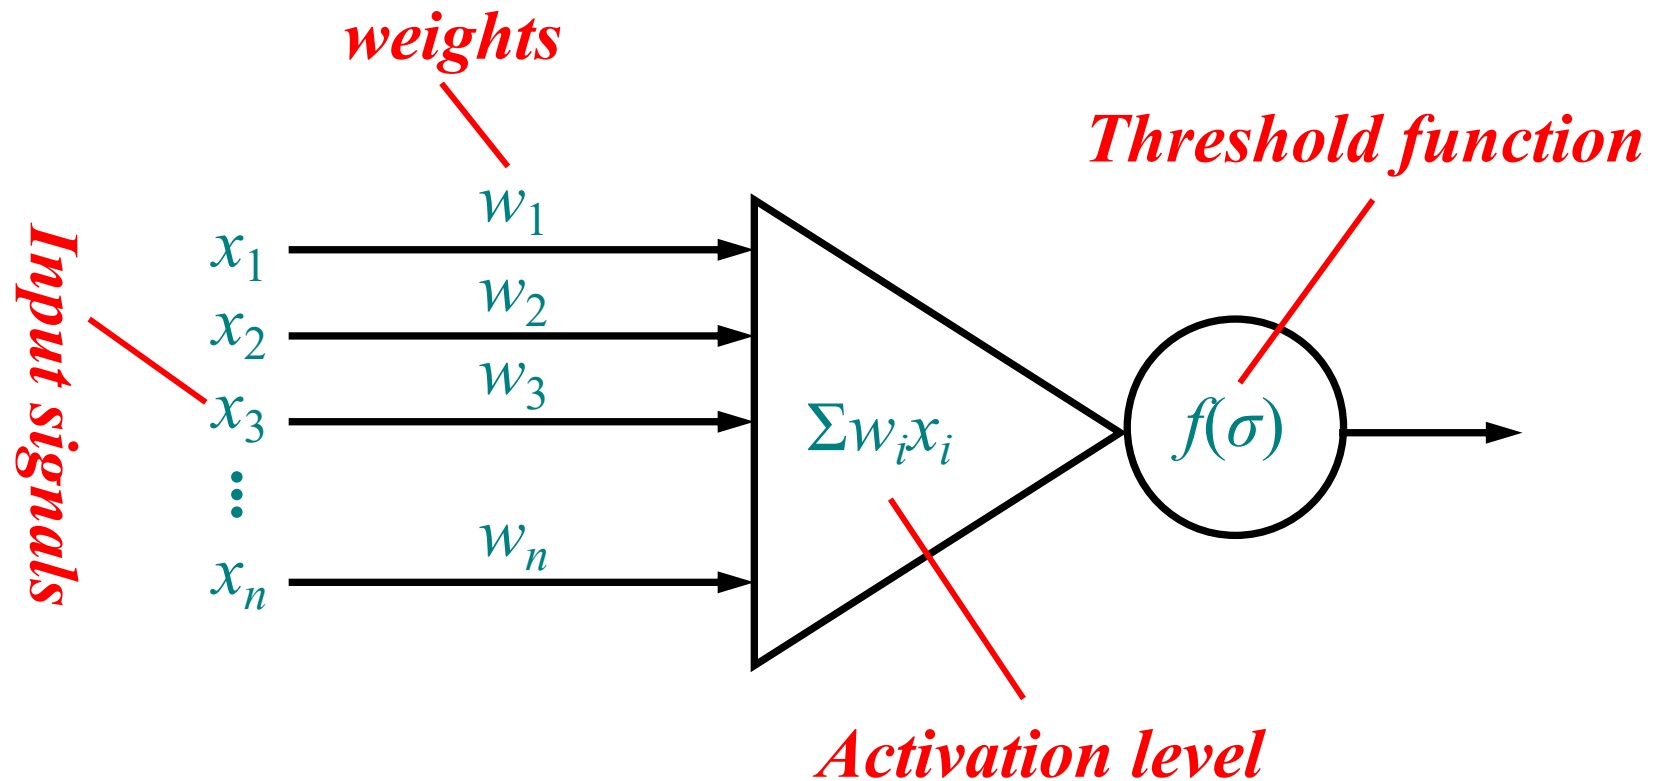 weights
Threshold function
Input signals
w1
x1
w2
x2
w3
x3
Σwixi
f(σ)
⋮
wn
xn
Activation level